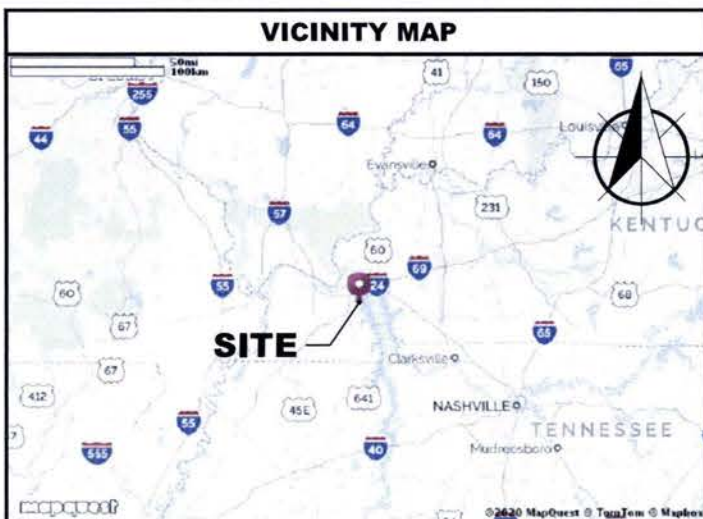 VICINITY MAP
50mi
100km
41
150
65
255
44
55
64
64
Louisville
Evansville
57
231
KENTUC
60
69
24
55
60
68
67
65
SITE
Clarksville
67
412
45E
641
NASHVILLE
55
TENNESSEE
Murfreesboro
40
555
mapquest
©2020 MapQuest © TomTom © Mapbox